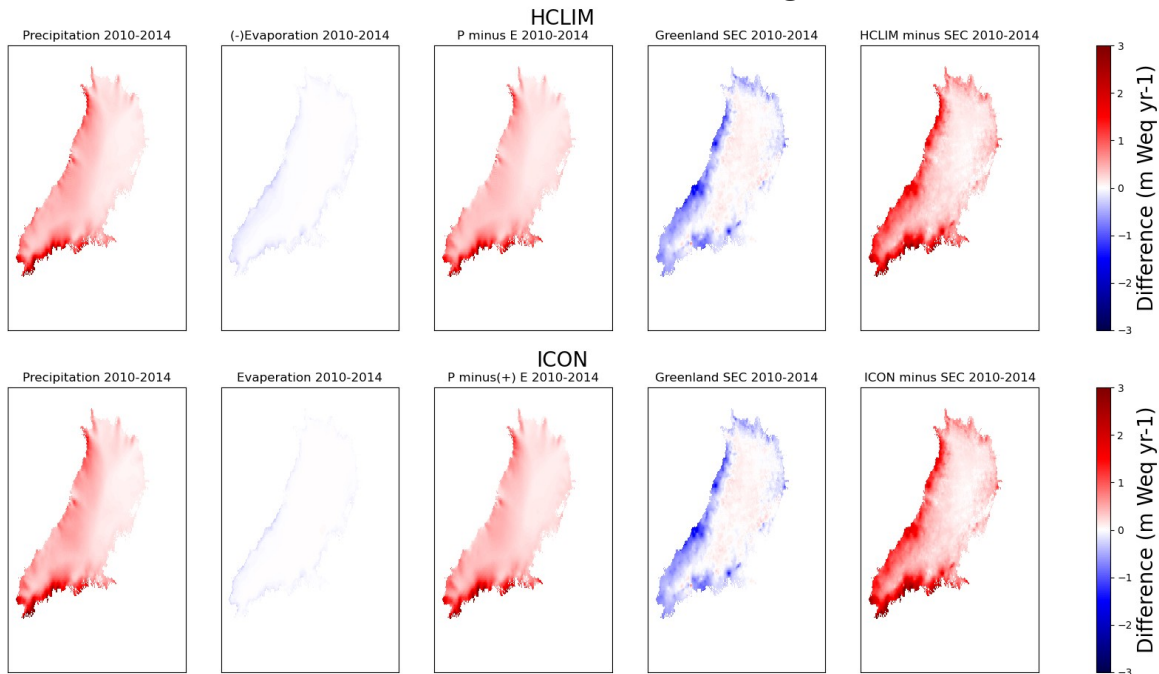 HCLIM
Precipitation 2010-2014
(-)Evaporation 2010-2014
P minus E 2010-2014
Greenland SEC 2010-2014
HCLIM minus SEC 2010-2014
3
2
1
0
−1
−2
−3
Difference (m Weq yr-1)
ICON
Precipitation 2010-2014
Evaperation 2010-2014
P minus(+) E 2010-2014
Greenland SEC 2010-2014
ICON minus SEC 2010-2014
3
2
1
0
−1
−2
−3
Difference (m Weq yr-1)